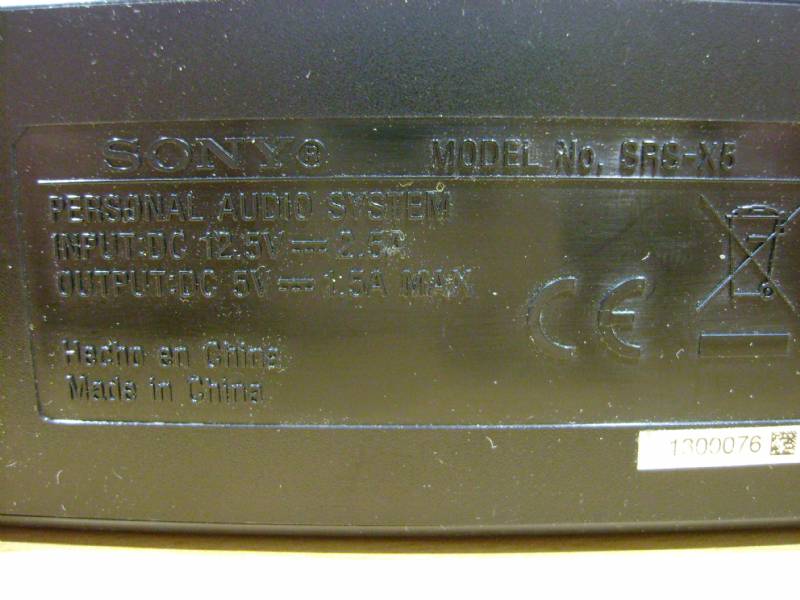 SONY® MODEL No. SRS-X5
PERSONAL AUDIO SYSTEM
INPUT:DC 12.5V ⎓ 2.5A
OUTPUT:DC 5V ⎓ 1.5A MAX
CE
Hecho en China
Made in China
1300076